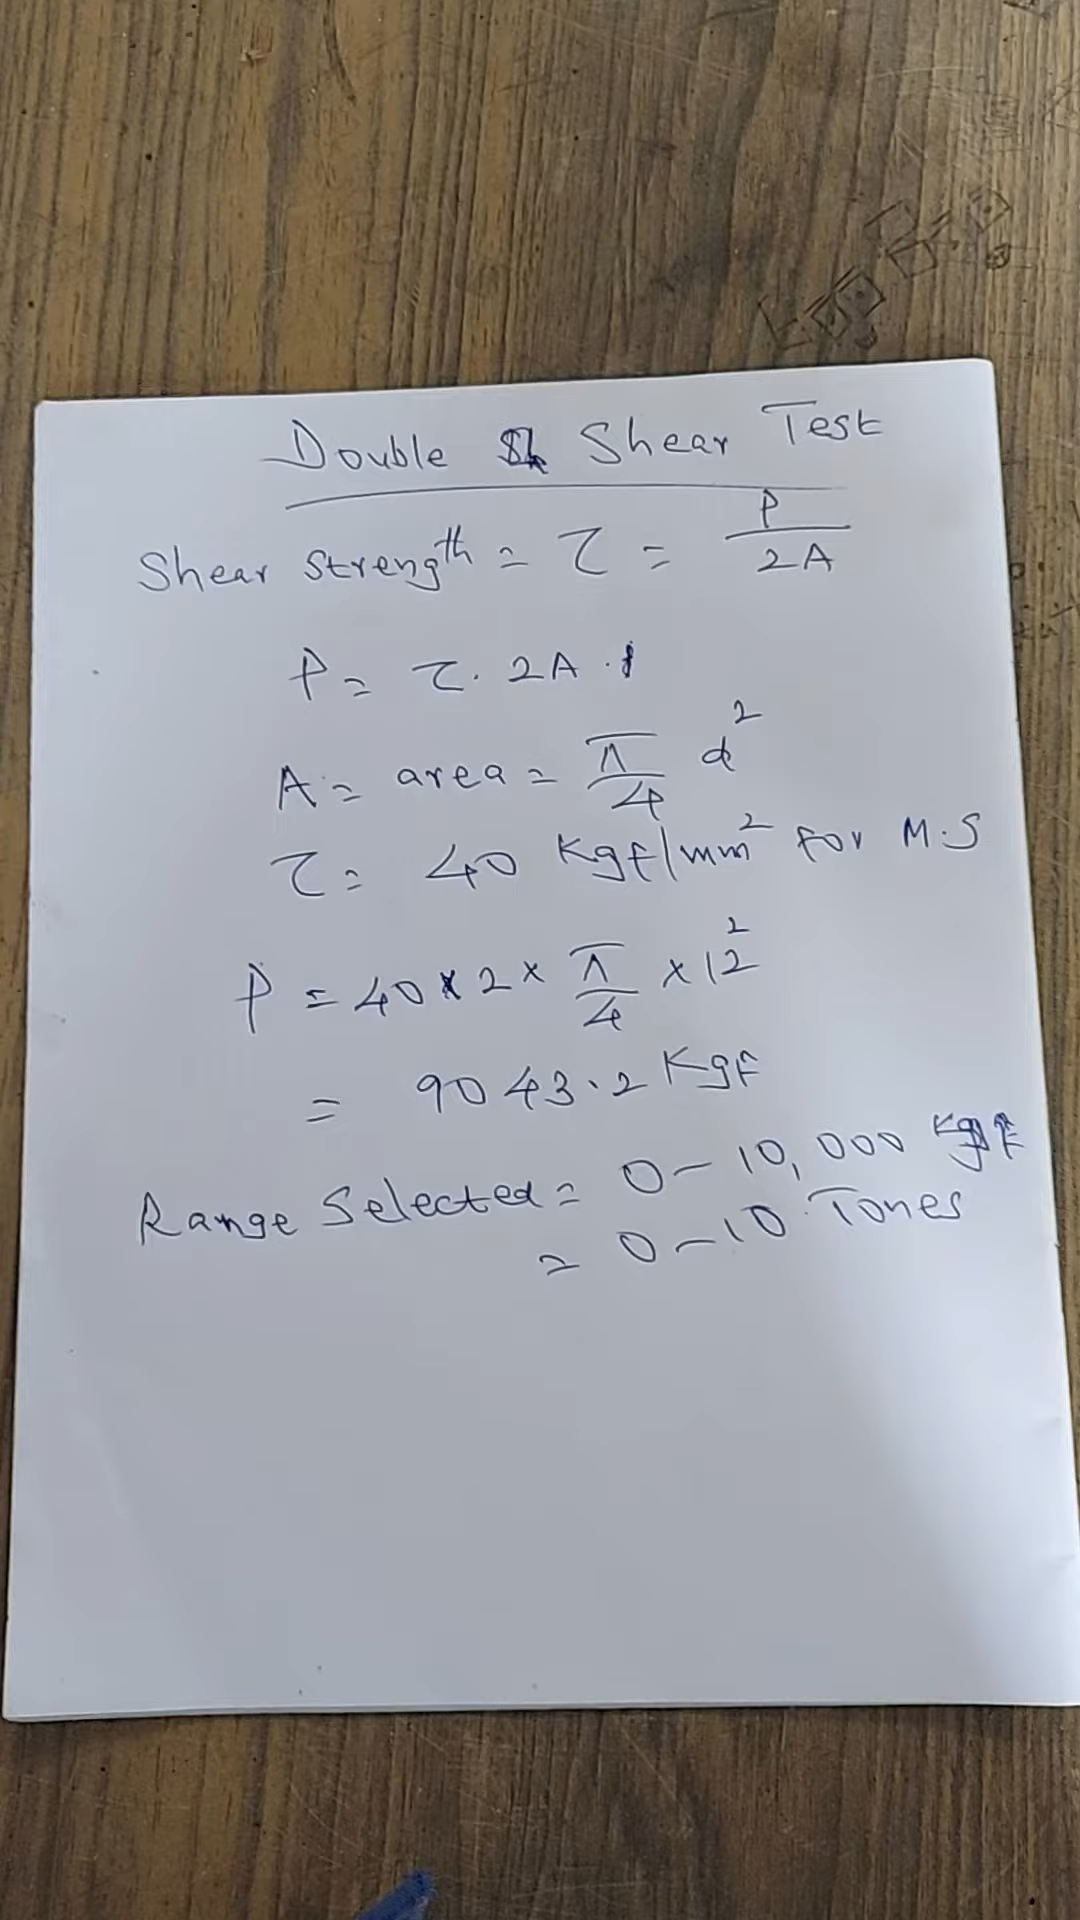 Double Shear Test
Shear Strength = τ = P / 2A
P = τ. 2A .
A = area = π/4 d²
τ = 40 Kgf/mm² for M.S
P = 40 x 2 x π/4 x 12²
= 9043.2 Kgf
Range Selected = 0 - 10,000 Kgf
= 0 - 10 Tones